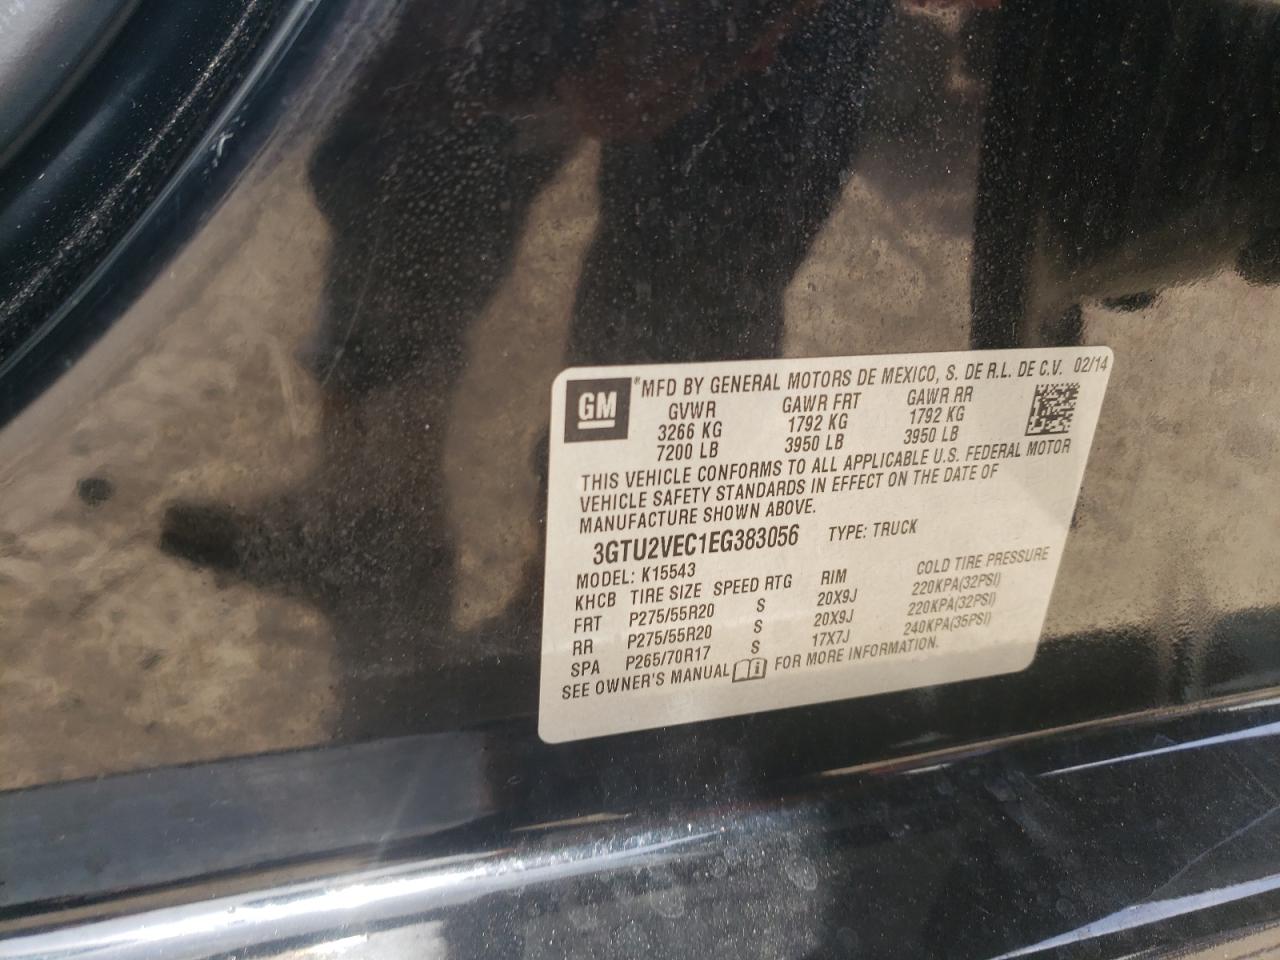 GM ® MFD BY GENERAL MOTORS DE MEXICO, S. DE R.L. DE C.V. 02/14
GVWR GAWR FRT GAWR RR
3266 KG 1792 KG 1792 KG
7200 LB 3950 LB 3950 LB
THIS VEHICLE CONFORMS TO ALL APPLICABLE U.S. FEDERAL MOTOR
VEHICLE SAFETY STANDARDS IN EFFECT ON THE DATE OF
MANUFACTURE SHOWN ABOVE.
3GTU2VEC1EG383056 TYPE: TRUCK
MODEL: K15543
KHCB TIRE SIZE SPEED RTG RIM COLD TIRE PRESSURE
FRT P275/55R20 S 20X9J 220KPA(32PSI)
RR P275/55R20 S 20X9J 220KPA(32PSI)
SPA P265/70R17 S 17X7J 240KPA(35PSI)
SEE OWNER'S MANUAL FOR MORE INFORMATION.